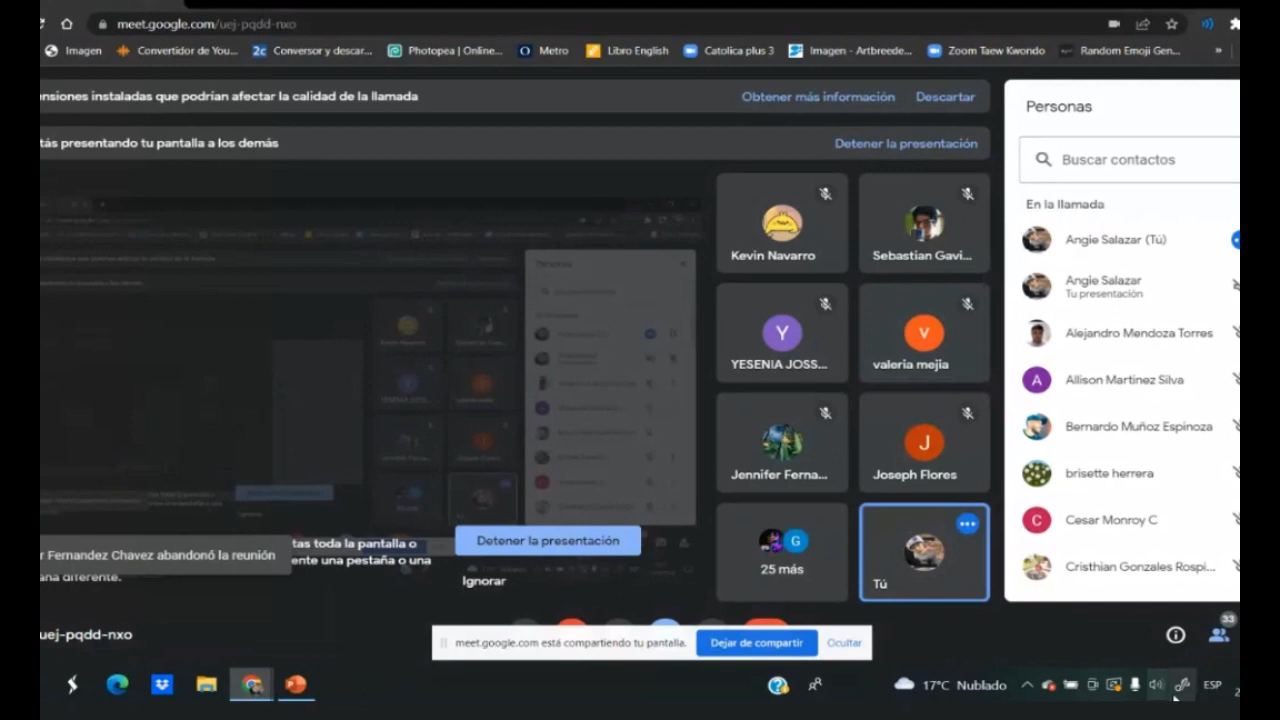 meet.google.com/uej-pqdd-nxo
Imagen
Convertidor de You...
2c Conversor y descar...
Photopea | Online...
Metro
Libro English
Catolica plus 3
Imagen - Artbreede...
Zoom Taew Kwondo
Random Emoji Gen...
»
ensiones instaladas que podrían afectar la calidad de la llamada
Obtener más información
Descartar
tás presentando tu pantalla a los demás
Detener la presentación
Personas
Buscar contactos
En la llamada
Angie Salazar (Tú)
Angie Salazar
Tu presentación
Alejandro Mendoza Torres
A
Allison Martinez Silva
Bernardo Muñoz Espinoza
brisette herrera
C
Cesar Monroy C
Cristhian Gonzales Rospi...
Kevin Navarro
Sebastian Gavi...
Y
YESENIA JOSS...
v
valeria mejia
Jennifer Ferna...
J
Joseph Flores
G
25 más
Tú
r Fernandez Chavez abandonó la reunión
tas toda la pantalla o
ente una pestaña o una
ana diferente.
Detener la presentación
Ignorar
uej-pqdd-nxo
meet.google.com está compartiendo tu pantalla.
Dejar de compartir
Ocultar
33
17°C Nublado
ESP